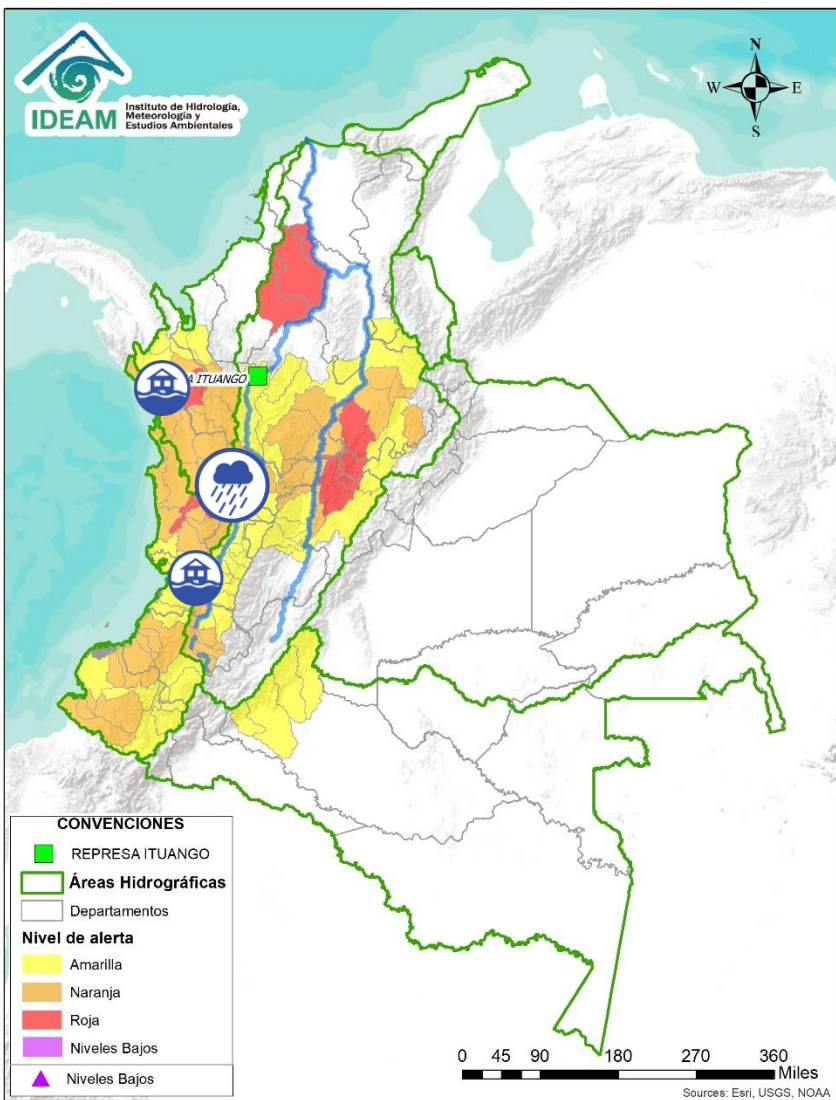 IDEAM
Instituto de Hidrología,
Meteorología y
Estudios Ambientales
N
W
E
S
A ITUANGO
CONVENCIONES
REPRESA ITUANGO
Áreas Hidrográficas
Departamentos
Nivel de alerta
Amarilla
Naranja
Roja
Niveles Bajos
Niveles Bajos
0 45 90 180 270 360
Miles
Sources: Esri, USGS, NOAA